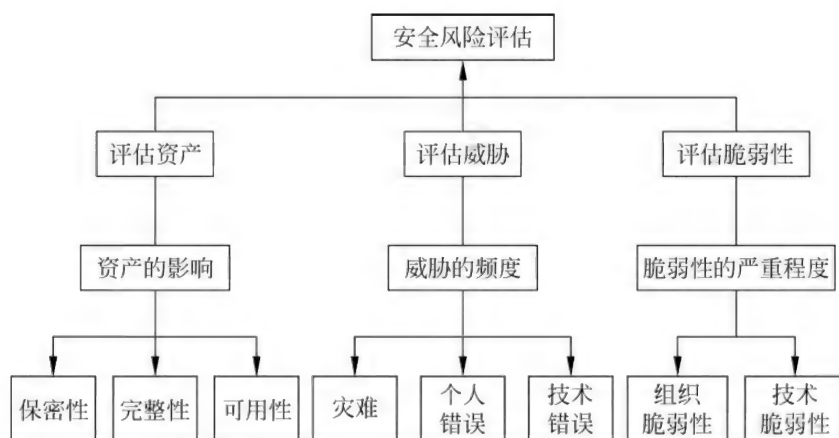 安全风险评估
评估资产
评估威胁
评估脆弱性
资产的影响
威胁的频度
脆弱性的严重程度
保密性
完整性
可用性
灾难
个人
错误
技术
错误
组织
脆弱性
技术
脆弱性